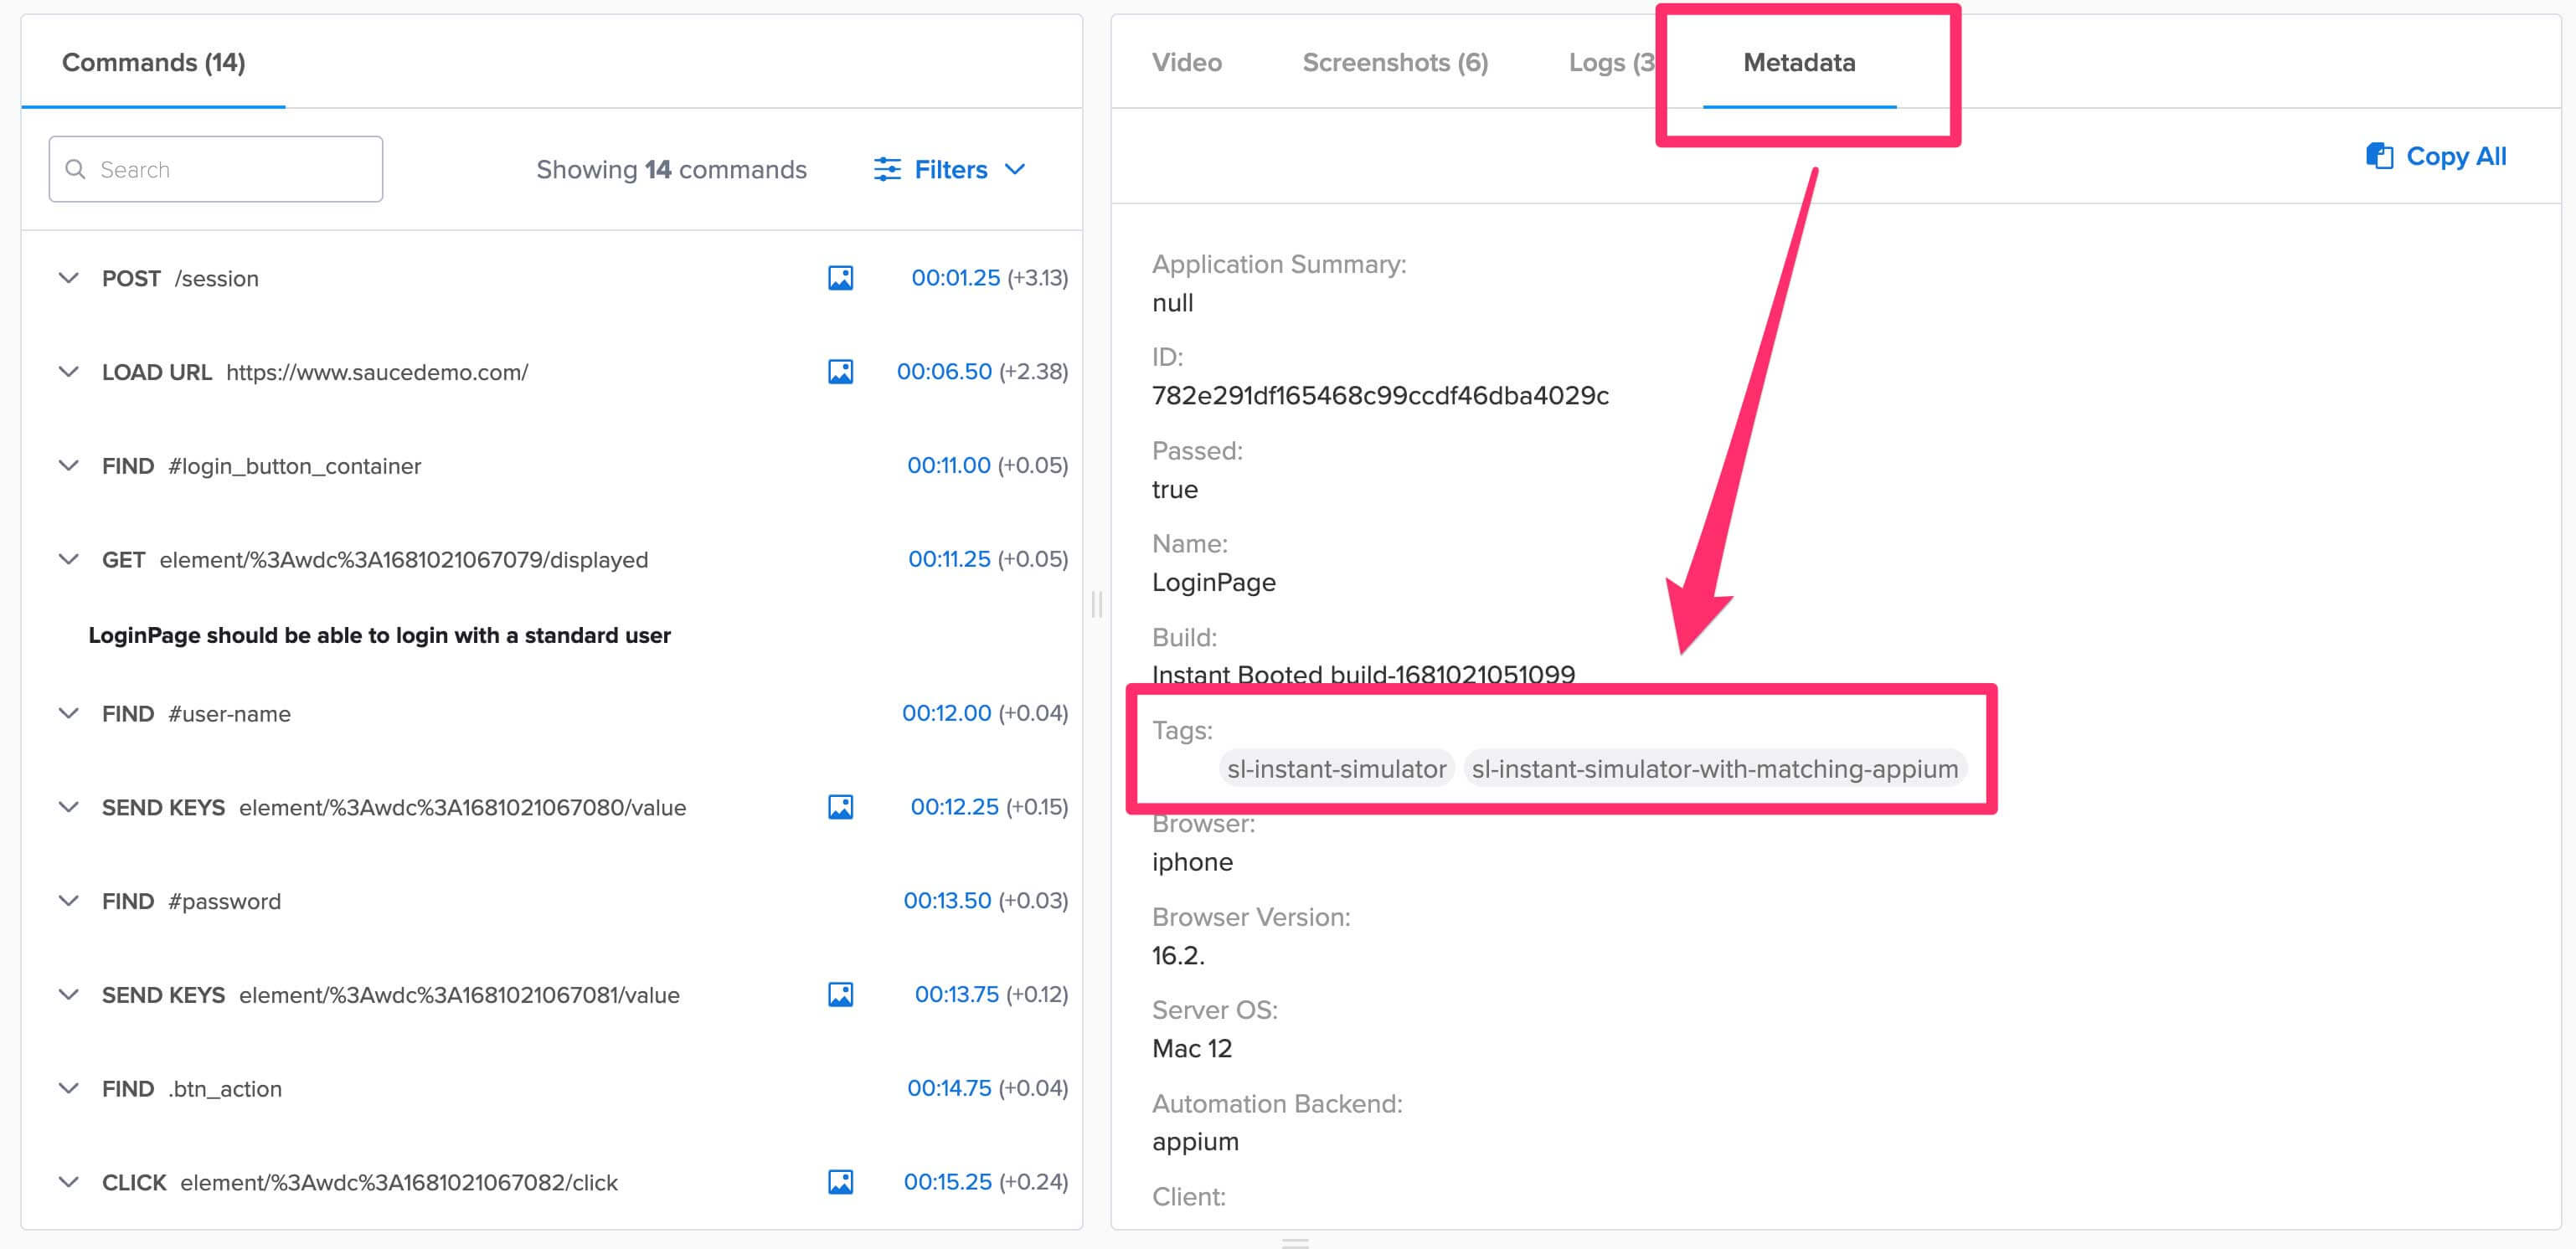 Commands (14)
Search
Showing 14 commands
Filters
POST /session 00:01.25 (+3.13)
LOAD URL https://www.saucedemo.com/ 00:06.50 (+2.38)
FIND #login_button_container 00:11.00 (+0.05)
GET element/%3Awdc%3A1681021067079/displayed 00:11.25 (+0.05)
LoginPage should be able to login with a standard user
FIND #user-name 00:12.00 (+0.04)
SEND KEYS element/%3Awdc%3A1681021067080/value 00:12.25 (+0.15)
FIND #password 00:13.50 (+0.03)
SEND KEYS element/%3Awdc%3A1681021067081/value 00:13.75 (+0.12)
FIND .btn_action 00:14.75 (+0.04)
CLICK element/%3Awdc%3A1681021067082/click 00:15.25 (+0.24)
Video Screenshots (6) Logs (3 Metadata
Copy All
Application Summary:
null
ID:
782e291df165468c99ccdf46dba4029c
Passed:
true
Name:
LoginPage
Build:
Instant Booted build-1681021051099
Tags:
sl-instant-simulator sl-instant-simulator-with-matching-appium
Browser:
iphone
Browser Version:
16.2.
Server OS:
Mac 12
Automation Backend:
appium
Client: